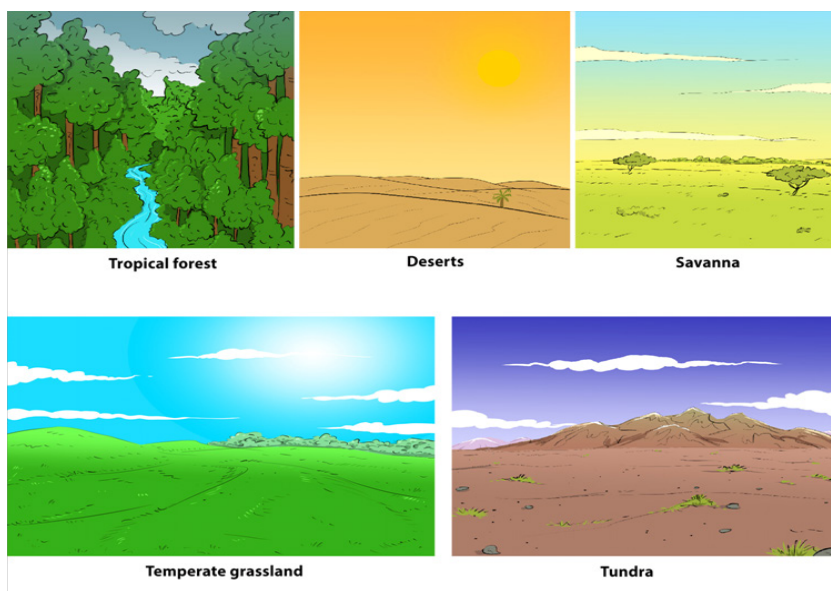 Tropical forest
Deserts
Savanna
Temperate grassland
Tundra